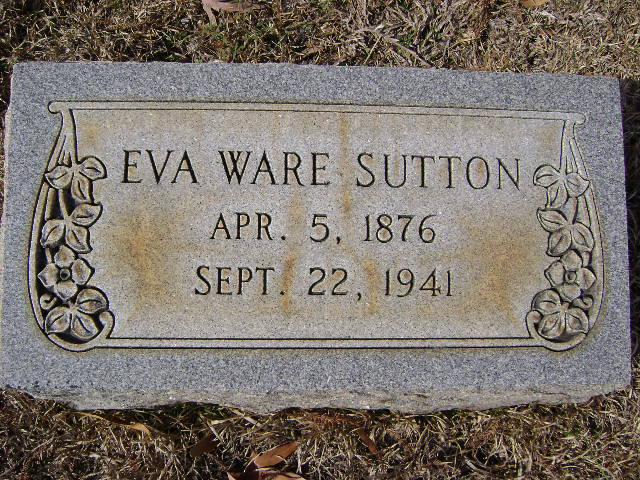 EVA WARE SUTTON
APR. 5, 1876
SEPT. 22, 1941